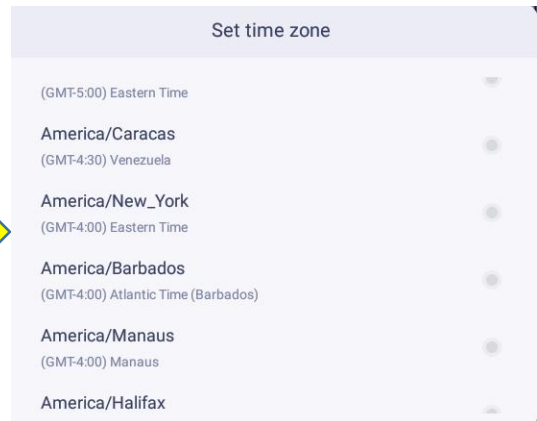 Set time zone
(GMT-5:00) Eastern Time
America/Caracas
(GMT-4:30) Venezuela
America/New_York
(GMT-4:00) Eastern Time
America/Barbados
(GMT-4:00) Atlantic Time (Barbados)
America/Manaus
(GMT-4:00) Manaus
America/Halifax